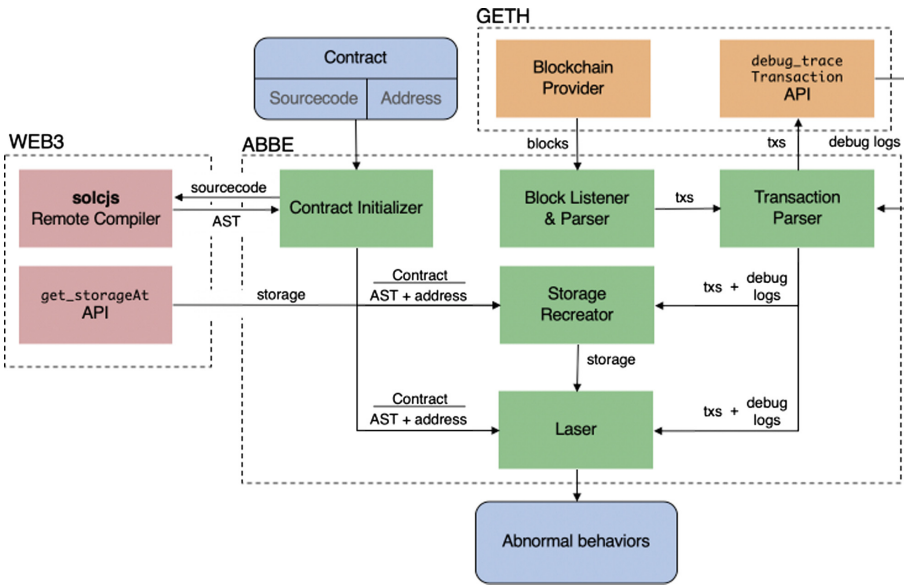 GETH
Contract
Sourcecode
Address
Blockchain
Provider
debug_trace
Transaction
API
WEB3
ABBE
blocks
txs
debug logs
solcjs
Remote Compiler
sourcecode
AST
Contract Initializer
Block Listener
& Parser
txs
Transaction
Parser
get_storageAt
API
storage
Contract
AST + address
Storage
Recreator
txs + debug
logs
storage
Contract
AST + address
Laser
txs + debug
logs
Abnormal behaviors